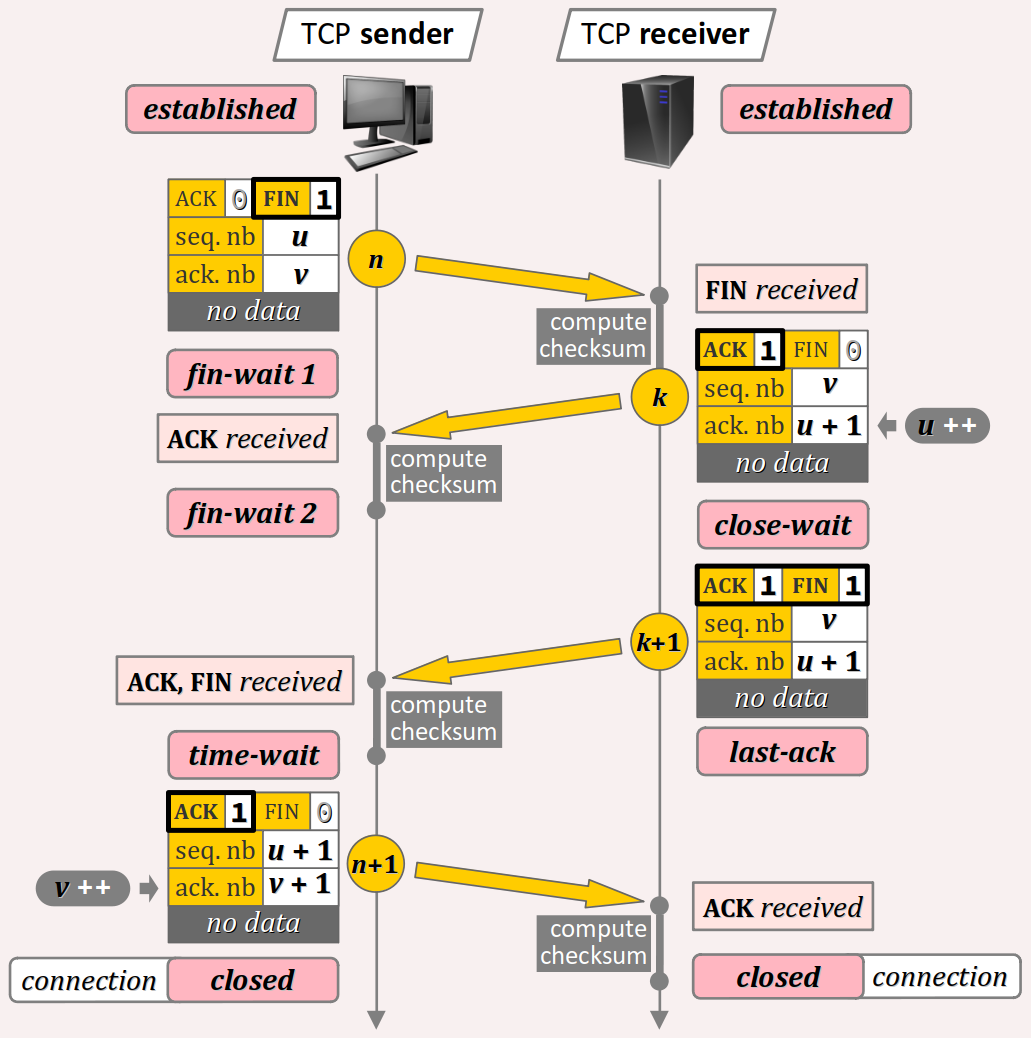 TCP sender
TCP receiver
established
established
ACK 0 FIN 1
seq. nb u
ack. nb v
no data
n
FIN received
compute
checksum
fin-wait 1
ACK 1 FIN 0
seq. nb v
ack. nb u + 1
no data
k
u ++
ACK received
compute
checksum
fin-wait 2
close-wait
ACK 1 FIN 1
seq. nb v
ack. nb u + 1
no data
k+1
ACK, FIN received
compute
checksum
time-wait
last-ack
ACK 1 FIN 0
seq. nb u + 1
ack. nb v + 1
no data
n+1
v ++
ACK received
compute
checksum
connection closed
closed connection